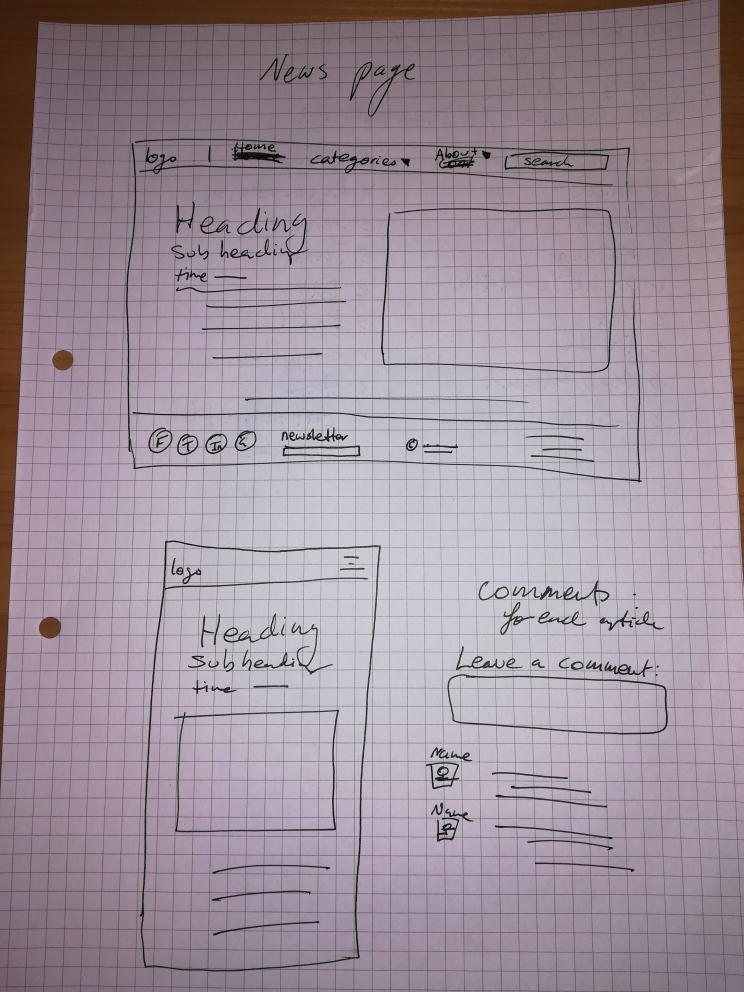 News page
logo | Home categories ▾ About ▾ search
Heading
Sub heading
time
F T In
newsletter
©
logo
Heading
Subheading
time
Comments :
for each article
Leave a comment:
Name
Name